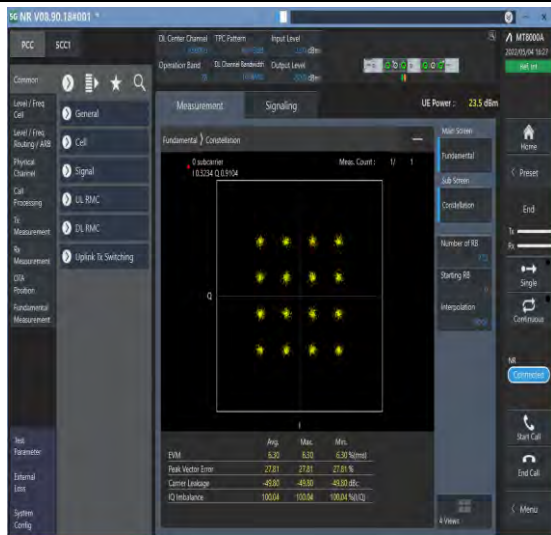 5G NR V03.90.18#001 *
PCC
SCC1
DL Center Channel
TPC Pattern
Input Level
Operation Band
DL Channel Bandwidth
Output Level
MT8000A
2022/05/04 16:27
Ref. Int
Common
Level / Freq.
Cell
Level / Freq.
Routing / ARB
Physical
Channel
Call
Processing
Tx
Measurement
Rx
Measurement
OTA
Position
Fundamental
Measurement
Test
Parameter
External
Loss
System
Config
General
Cell
Signal
UL RMC
DL RMC
Uplink Tx Switching
Measurement
Signaling
UE Power : 23.5 dBm
Fundamental
Constellation
0 subcarrier
I 0.5234 Q 0.9104
Meas. Count : 1/ 1
Q
I
Avg. Max. Min.
EVM 6.30 6.30 6.30 %(rms)
Peak Vector Error 27.81 27.81 27.81 %
Carrier Leakage -49.80 -49.80 -49.80 dBc
IQ Imbalance 100.04 100.04 100.04 %(I/Q)
Main Screen
Fundamental
Sub Screen
Constellation
Number of RB
Starting RB
Interpolation
4 Views
Home
Preset
End
Tx
Rx
Single
Continuous
NR
Connected
Start Call
End Call
Menu